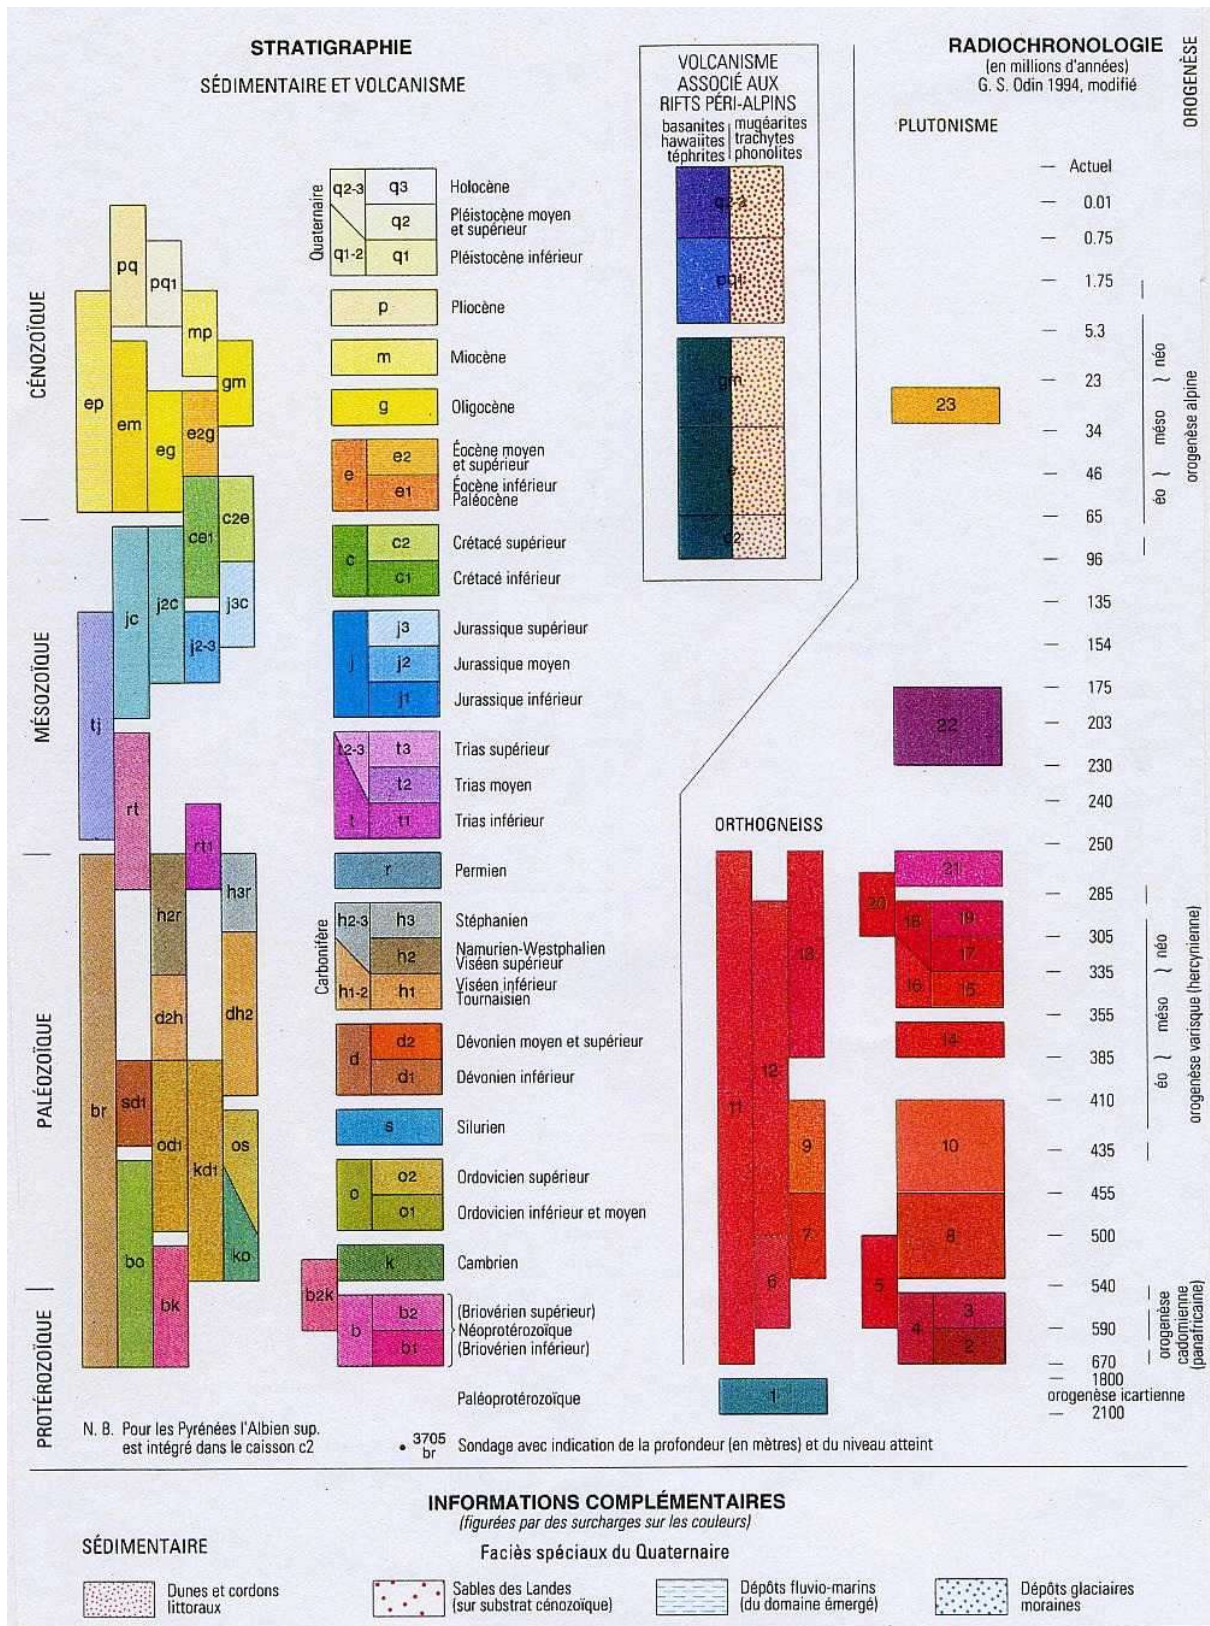 STRATIGRAPHIE
SÉDIMENTAIRE ET VOLCANISME
VOLCANISME
ASSOCIÉ AUX
RIFTS PÉRI-ALPINS
basanites
hawaiites
téphrites
mugéarites
trachytes
phonolites
RADIOCHRONOLOGIE
(en millions d'années)
G. S. Odin 1994, modifié
PLUTONISME
OROGENÈSE
CÉNOZOÏQUE
MÉSOZOÏQUE
PALÉOZOÏQUE
PROTÉROZOÏQUE
pq
pq1
mp
gm
ep
em
eg
e2g
ce1
c2e
jc
j2c
j3c
j2-3
tj
rt
rt1
h3r
h2r
d2h
dh2
br
sd1
od1
kd1
os
ko
bo
bk
Quaternaire
q2-3
q3
Holocène
q2
Pléistocène moyen
et supérieur
q1-2
q1
Pléistocène inférieur
p
Pliocène
m
Miocène
g
Oligocène
e
e2
Éocène moyen
et supérieur
e1
Éocène inférieur
Paléocène
c
c2
Crétacé supérieur
c1
Crétacé inférieur
j
j3
Jurassique supérieur
j2
Jurassique moyen
j1
Jurassique inférieur
t2-3
t3
Trias supérieur
t2
Trias moyen
t
t1
Trias inférieur
r
Permien
Carbonifère
h2-3
h3
Stéphanien
h2
Namurien-Westphalien
Viséen supérieur
h1-2
h1
Viséen inférieur
Tournaisien
d
d2
Dévonien moyen et supérieur
d1
Dévonien inférieur
s
Silurien
o
o2
Ordovicien supérieur
o1
Ordovicien inférieur et moyen
k
Cambrien
b2k
b
b2
(Briovérien supérieur)
Néoprotérozoïque
b1
(Briovérien inférieur)
Paléoprotérozoïque
pq1
gm
e
c2
ORTHOGNEISS
11
12
13
9
7
6
1
23
22
21
20
18
19
17
16
15
14
10
8
5
4
3
2
Actuel
0.01
0.75
1.75
5.3
23
34
46
65
96
135
154
175
203
230
240
250
285
305
335
355
385
410
435
455
500
540
590
670
1800
orogenèse icartienne
2100
éo ~ méso ~ néo
orogenèse alpine
éo ~ méso ~ néo
orogenèse varisque (hercynienne)
orogenèse
cadomienne
(panafricaine)
N. B. Pour les Pyrénées l'Albien sup.
est intégré dans le caisson c2
• 3705
br
Sondage avec indication de la profondeur (en mètres) et du niveau atteint
INFORMATIONS COMPLÉMENTAIRES
(figurées par des surcharges sur les couleurs)
SÉDIMENTAIRE
Faciès spéciaux du Quaternaire
Dunes et cordons
littoraux
Sables des Landes
(sur substrat cénozoïque)
Dépôts fluvio-marins
(du domaine émergé)
Dépôts glaciaires
moraines